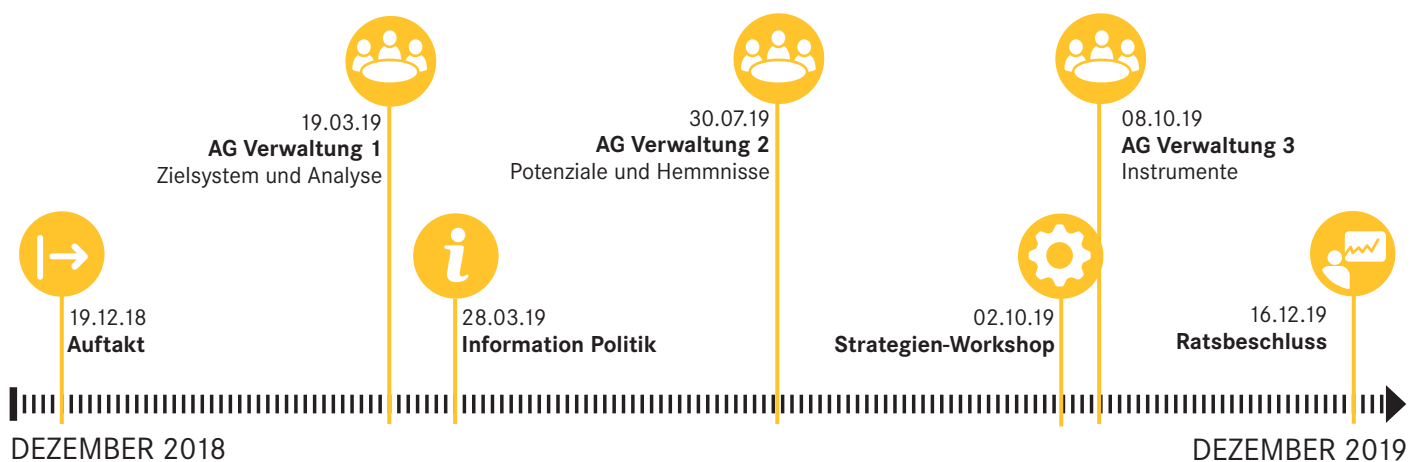 19.03.19
AG Verwaltung 1
Zielsystem und Analyse
30.07.19
AG Verwaltung 2
Potenziale und Hemmnisse
08.10.19
AG Verwaltung 3
Instrumente
19.12.18
Auftakt
28.03.19
Information Politik
02.10.19
Strategien-Workshop
16.12.19
Ratsbeschluss
DEZEMBER 2018
DEZEMBER 2019